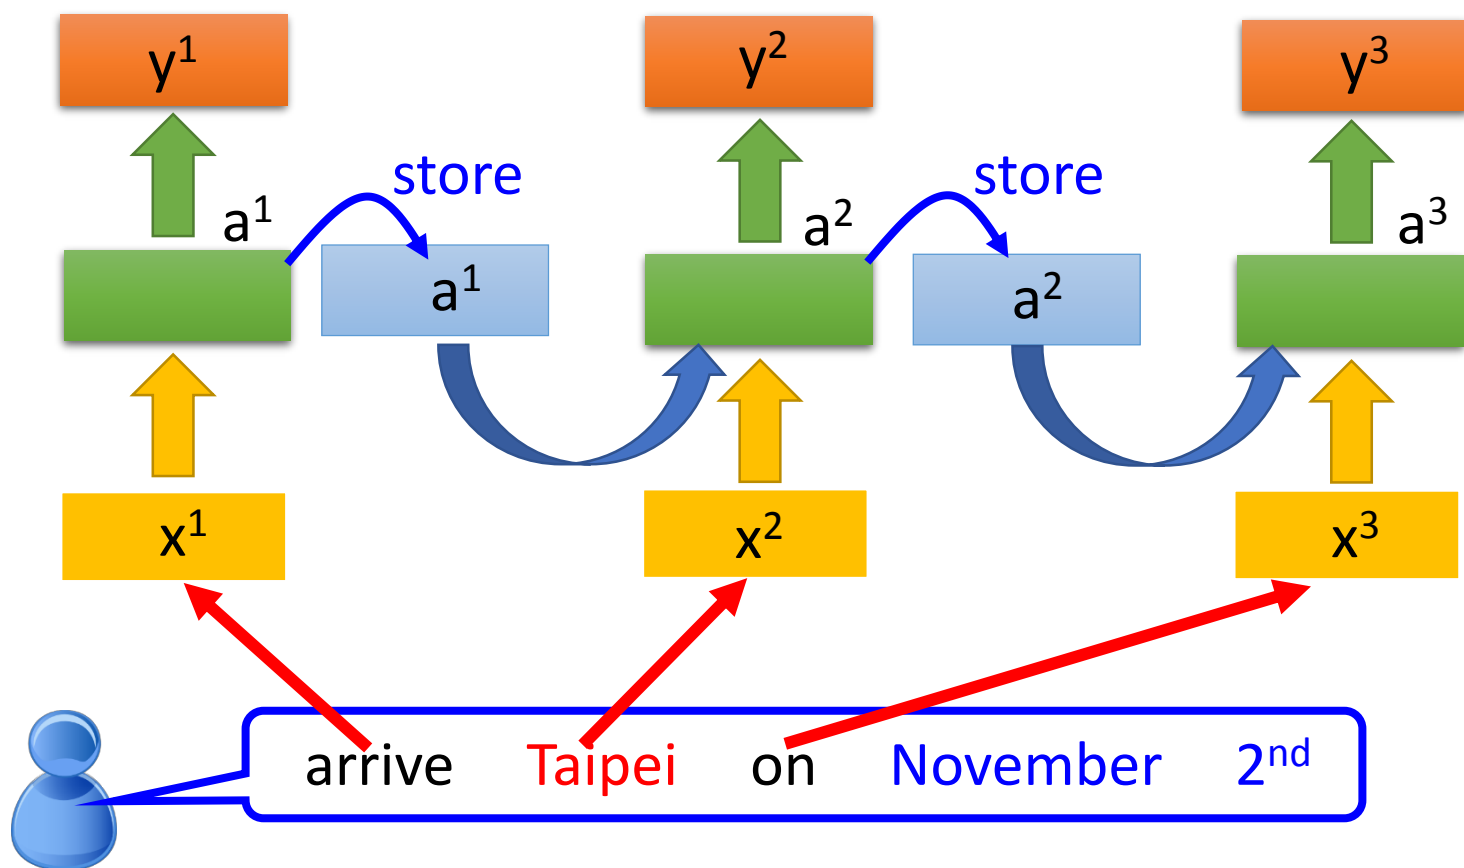 y¹ y² y³
store store
a¹ a² a³
a¹ a²
x¹ x² x³
arrive Taipei on November 2ⁿᵈ